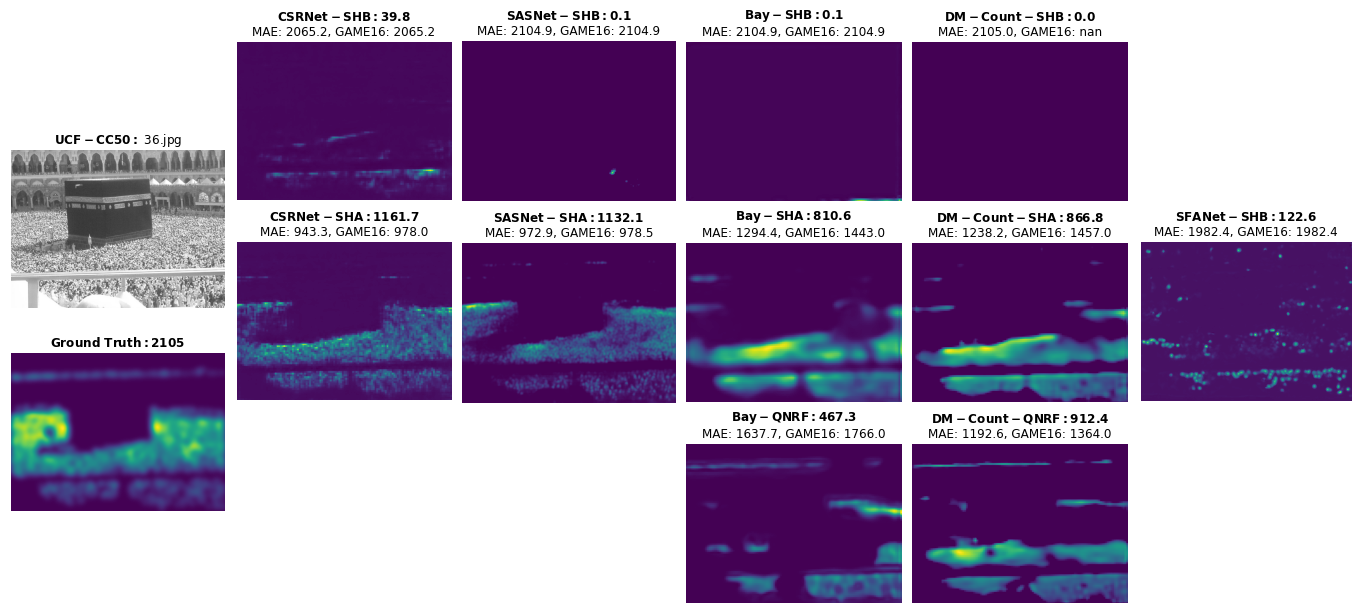 CSRNet − SHB: 39.8
MAE: 2065.2, GAME16: 2065.2
SASNet − SHB: 0.1
MAE: 2104.9, GAME16: 2104.9
Bay − SHB: 0.1
MAE: 2104.9, GAME16: 2104.9
DM − Count − SHB: 0.0
MAE: 2105.0, GAME16: nan
UCF − CC50: 36.jpg
CSRNet − SHA: 1161.7
MAE: 943.3, GAME16: 978.0
SASNet − SHA: 1132.1
MAE: 972.9, GAME16: 978.5
Bay − SHA: 810.6
MAE: 1294.4, GAME16: 1443.0
DM − Count − SHA: 866.8
MAE: 1238.2, GAME16: 1457.0
SFANet − SHB: 122.6
MAE: 1982.4, GAME16: 1982.4
Ground Truth: 2105
Bay − QNRF: 467.3
MAE: 1637.7, GAME16: 1766.0
DM − Count − QNRF: 912.4
MAE: 1192.6, GAME16: 1364.0